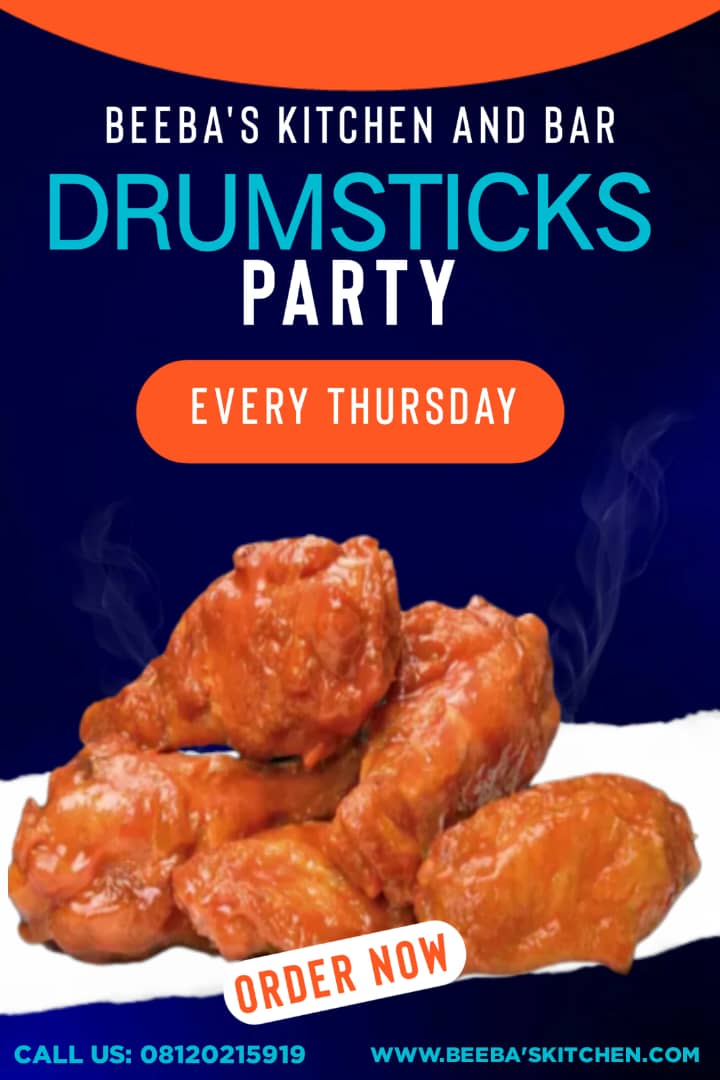 BEEBA'S KITCHEN AND BAR
DRUMSTICKS
PARTY
EVERY THURSDAY
ORDER NOW
CALL US: 08120215919
WWW.BEEBA'SKITCHEN.COM